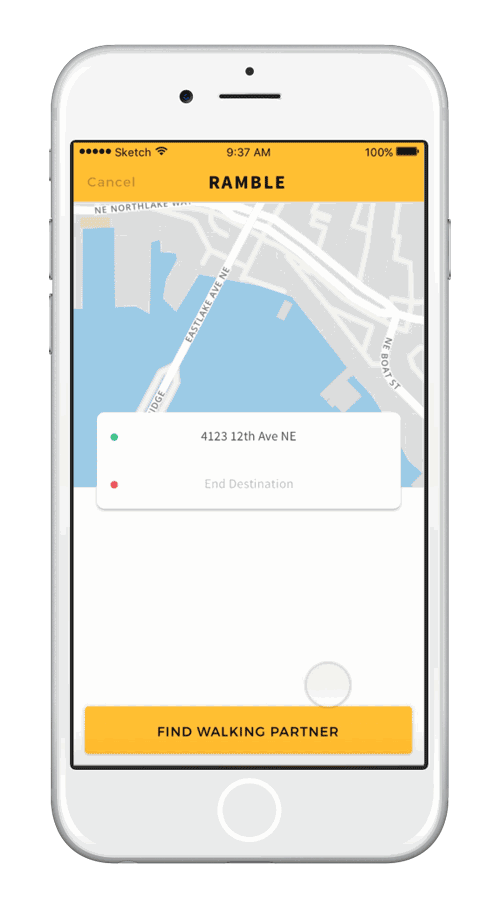 Sketch 9:37 AM 100%
Cancel RAMBLE
NE NORTHLAKE WA
EASTLAKE AVE NE
NE BOAT ST
IDGE
4123 12th Ave NE
End Destination
FIND WALKING PARTNER